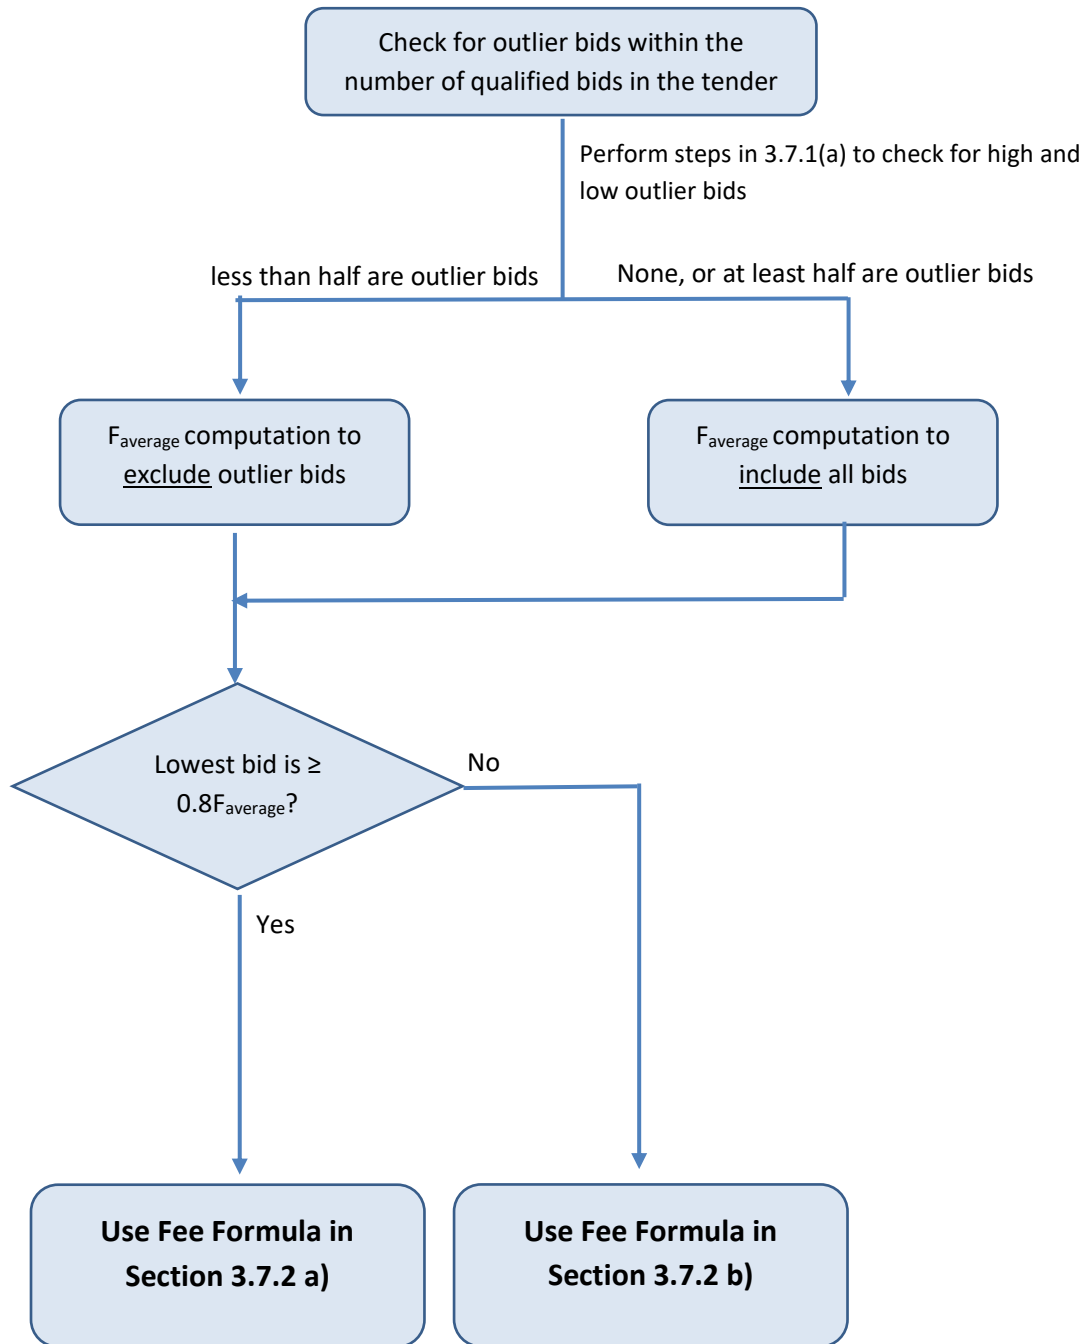 Check for outlier bids within the
number of qualified bids in the tender
Perform steps in 3.7.1(a) to check for high and
low outlier bids
less than half are outlier bids
None, or at least half are outlier bids
Faverage computation to
exclude outlier bids
Faverage computation to
include all bids
Lowest bid is ≥
0.8Faverage?
No
Yes
Use Fee Formula in
Section 3.7.2 a)
Use Fee Formula in
Section 3.7.2 b)